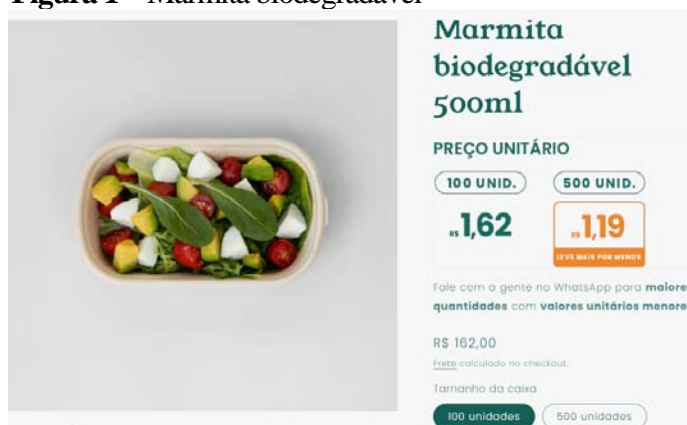 Figura 1 – Marmita biodegradável
Marmita
biodegradável
500ml
PREÇO UNITÁRIO
100 UNID.
500 UNID.
R$ 1,62
R$ 1,19
LEVE MAIS POR MENOS
Fale com a gente no WhatsApp para maiore
quantidades com valores unitários menore
R$ 162,00
Frete calculado no checkout.
Tamanho da caixa
100 unidades
500 unidades